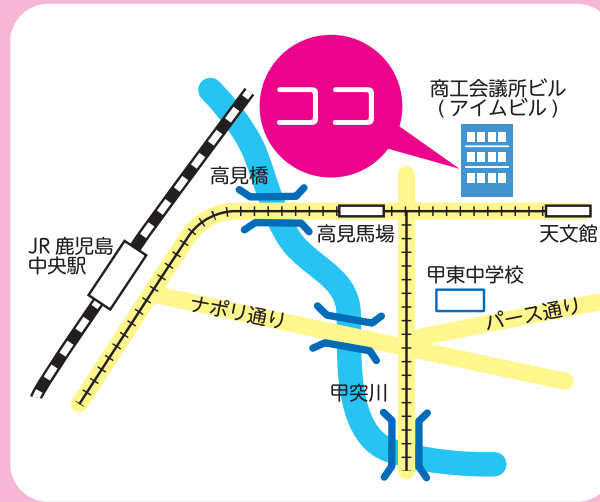 ココ
商工会議所ビル
(アイムビル)
高見橋
JR 鹿児島
中央駅
高見馬場
天文館
甲東中学校
ナポリ通り
パース通り
甲突川